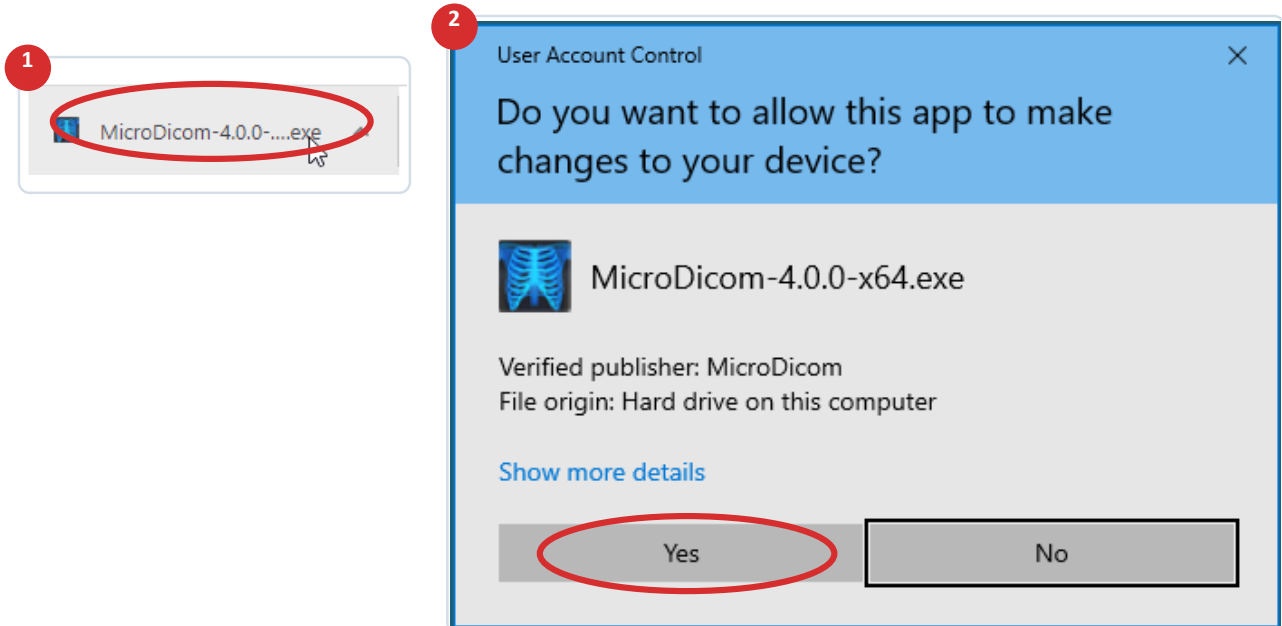 1
MicroDicom-4.0.0-....exe
2
User Account Control
Do you want to allow this app to make
changes to your device?
MicroDicom-4.0.0-x64.exe
Verified publisher: MicroDicom
File origin: Hard drive on this computer
Show more details
Yes
No